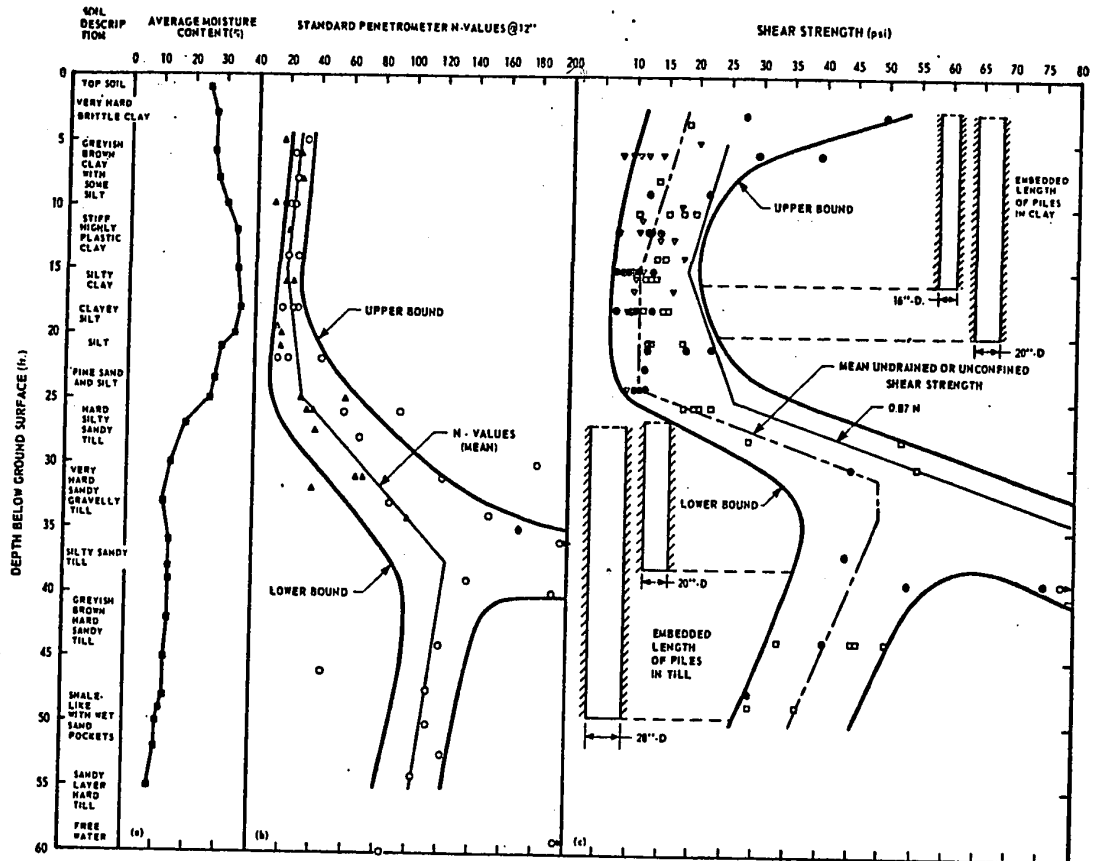 SOIL
DESCRIP
TION
AVERAGE MOISTURE
CONTENT(%)
STANDARD PENETROMETER N-VALUES @12"
SHEAR STRENGTH (psi)
0 10 20 30
40 20 40 60 80 100 120 140 160 180 200
10 15 20 25 30 35 40 45 50 55 60 65 70 75 80
DEPTH BELOW GROUND SURFACE (ft.)
0
5
10
15
20
25
30
35
40
45
50
55
60
TOP SOIL
VERY HARD
BRITTLE CLAY
GREYISH
BROWN
CLAY
WITH
SOME
SILT
STIFF
HIGHLY
PLASTIC
CLAY
SILTY
CLAY
CLAYEY
SILT
SILT
FINE SAND
AND SILT
HARD
SILTY
SANDY
TILL
VERY
HARD
SANDY
GRAVELLY
TILL
SILTY SANDY
TILL
GREYISH
BROWN
HARD
SANDY
TILL
SHALE-
LIKE
WITH WET
SAND
POCKETS
SANDY
LAYER
HARD
TILL
FREE
WATER
(a)
UPPER BOUND
N-VALUES
(MEAN)
LOWER BOUND
(b)
UPPER BOUND
EMBEDDED
LENGTH
OF PILES
IN CLAY
16"-D.
20"-D
MEAN UNDRAINED OR UNCONFINED
SHEAR STRENGTH
0.87 N
LOWER BOUND
20"-D
EMBEDDED
LENGTH
OF PILES
IN TILL
28"-D
(c)